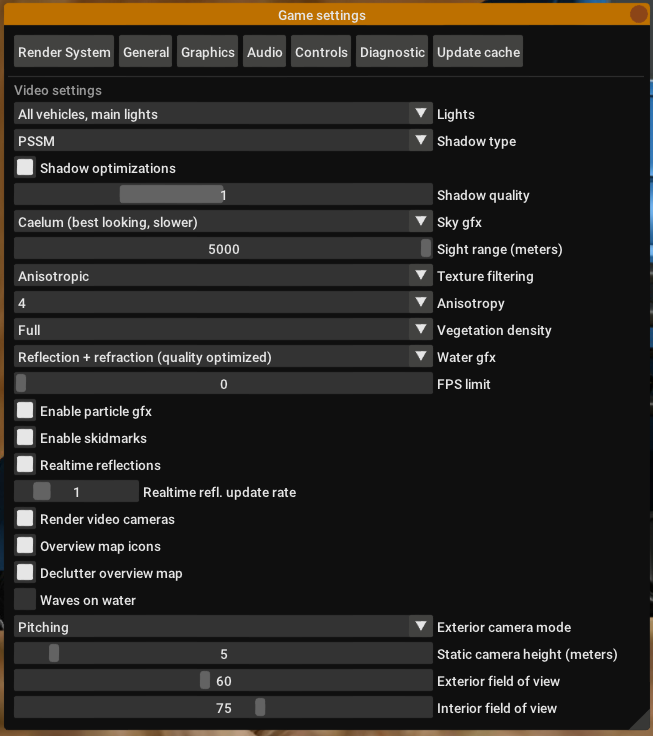 Game settings
Render System General Graphics Audio Controls Diagnostic Update cache
Video settings
All vehicles, main lights Lights
PSSM Shadow type
Shadow optimizations
1 Shadow quality
Caelum (best looking, slower) Sky gfx
5000 Sight range (meters)
Anisotropic Texture filtering
4 Anisotropy
Full Vegetation density
Reflection + refraction (quality optimized) Water gfx
0 FPS limit
Enable particle gfx
Enable skidmarks
Realtime reflections
1 Realtime refl. update rate
Render video cameras
Overview map icons
Declutter overview map
Waves on water
Pitching Exterior camera mode
5 Static camera height (meters)
60 Exterior field of view
75 Interior field of view